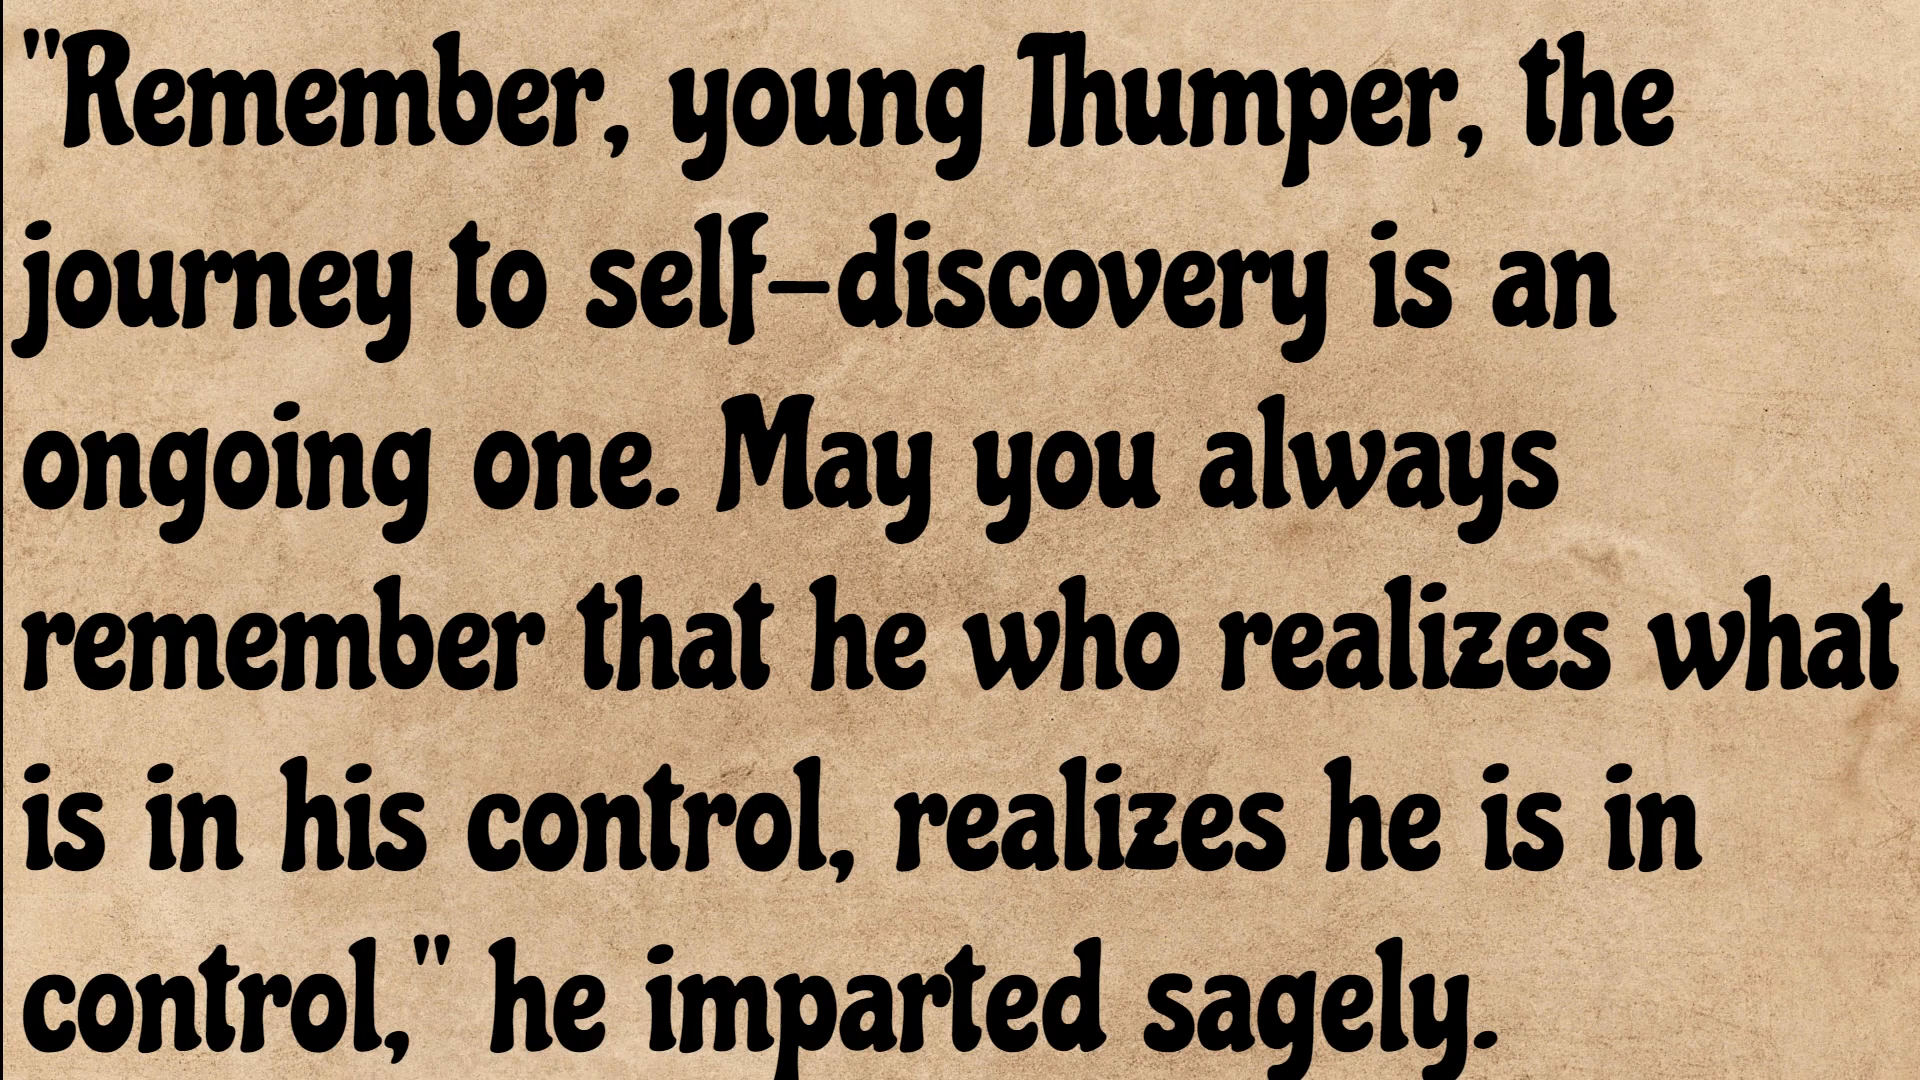 "Remember, young Thumper, the
journey to self-discovery is an
ongoing one. May you always
remember that he who realizes what
is in his control, realizes he is in
control," he imparted sagely.